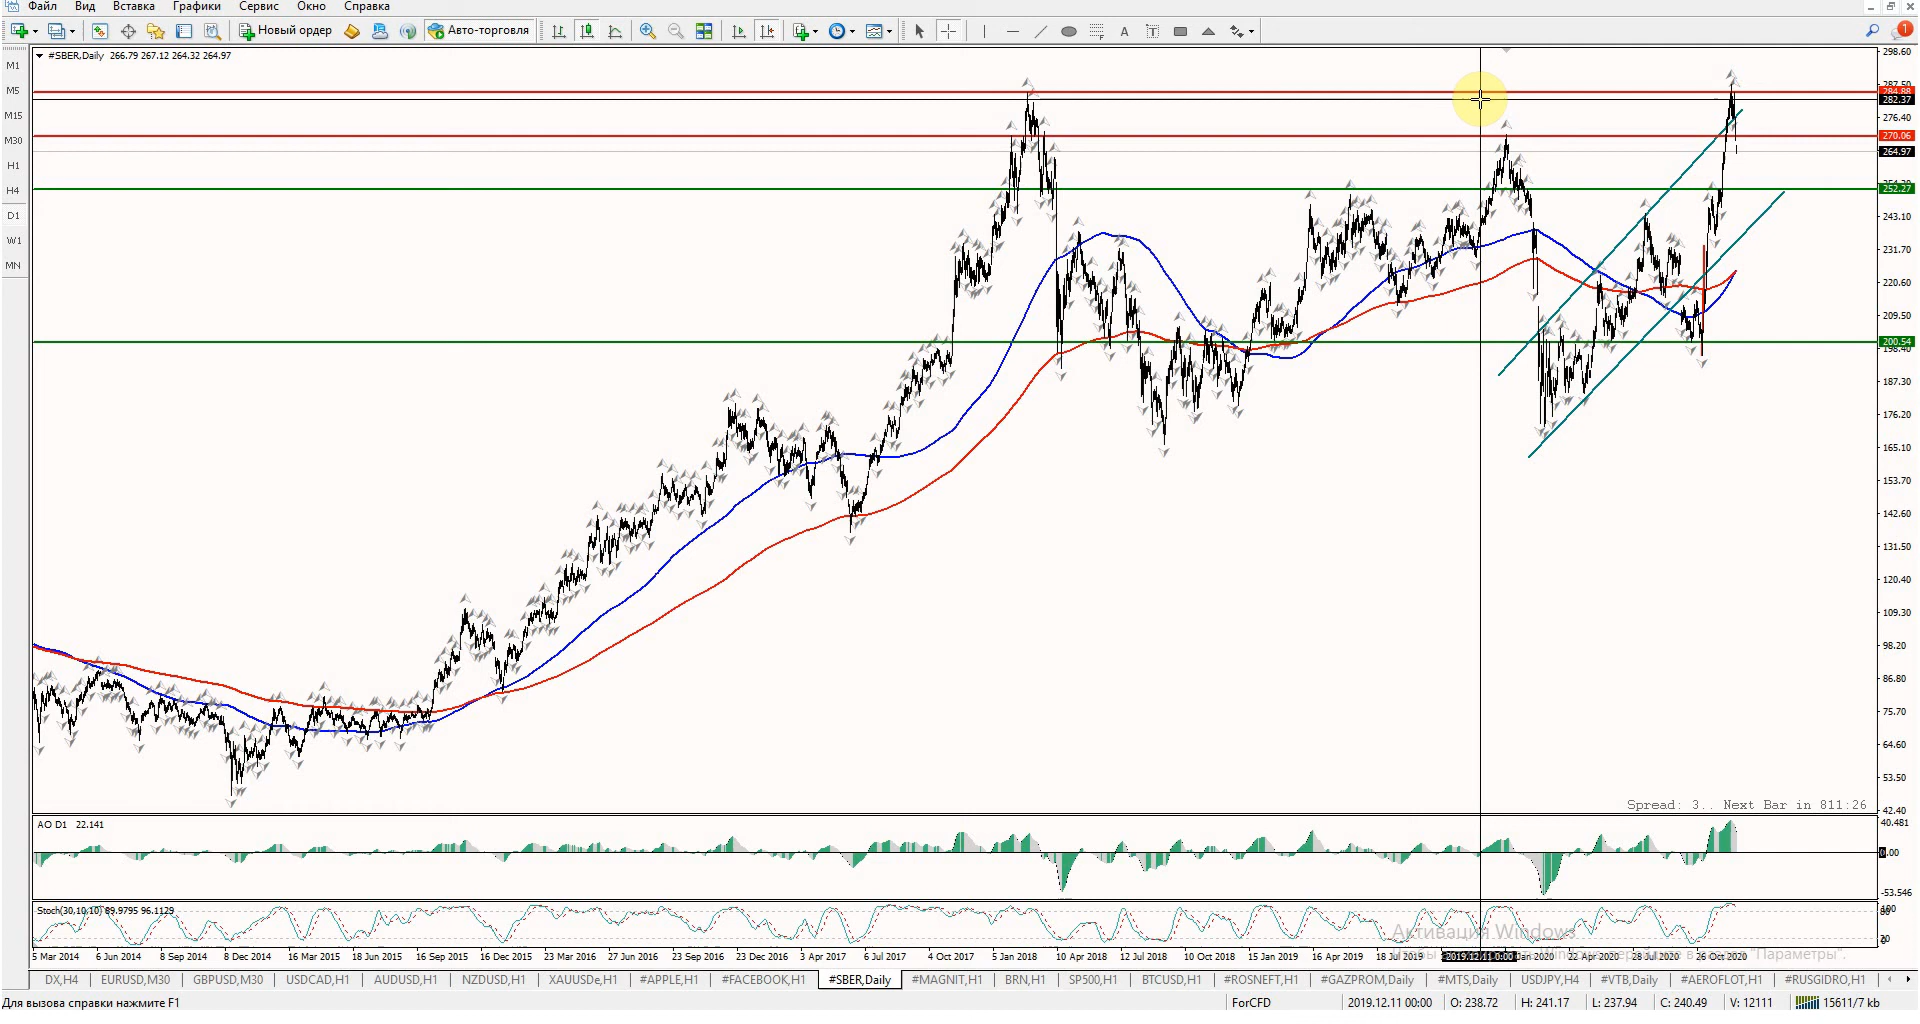 Файл Вид Вставка Графики Сервис Окно Справка
Новый ордер Авто-торговля
M1
M5
M15
M30
H1
H4
D1
W1
MN
#SBER,Daily 266.79 267.12 264.32 264.97
298.60
284.88
282.37
276.40
270.06
264.97
252.27
243.10
231.70
220.60
209.50
200.54
187.30
176.20
165.10
153.70
142.60
131.50
120.40
109.30
98.20
86.80
75.70
64.60
53.50
42.40
Spread: 3.. Next Bar in 811:26
AO D1 22.141
40.481
0.00
-53.546
Stoch(30,10,10) 89.9795 96.1129
100
80
20
Активация Windows
5 Mar 2014 6 Jun 2014 8 Sep 2014 8 Dec 2014 16 Mar 2015 18 Jun 2015 16 Sep 2015 16 Dec 2015 23 Mar 2016 27 Jun 2016 23 Sep 2016 23 Dec 2016 3 Apr 2017 6 Jul 2017 4 Oct 2017 5 Jan 2018 10 Apr 2018 12 Jul 2018 10 Oct 2018 15 Jan 2019 16 Apr 2019 18 Jul 2019 2019.12.11 0:00 Jan 2020 22 Apr 2020 28 Jul 2020 26 Oct 2020
"Параметры".
DX,H4 EURUSD,M30 GBPUSD,M30 USDCAD,H1 AUDUSD,H1 NZDUSD,H1 XAUUSDe,H1 #APPLE,H1 #FACEBOOK,H1 #SBER,Daily #MAGNIT,H1 BRN,H1 SP500,H1 BTCUSD,H1 #ROSNEFT,H1 #GAZPROM,Daily #MTS,Daily USDJPY,H4 #VTB,Daily #AEROFLOT,H1 #RUSGIDRO,H1
Для вызова справки нажмите F1 ForCFD 2019.12.11 00:00 O: 238.72 H: 241.17 L: 237.94 C: 240.49 V: 12111 15611/7 kb